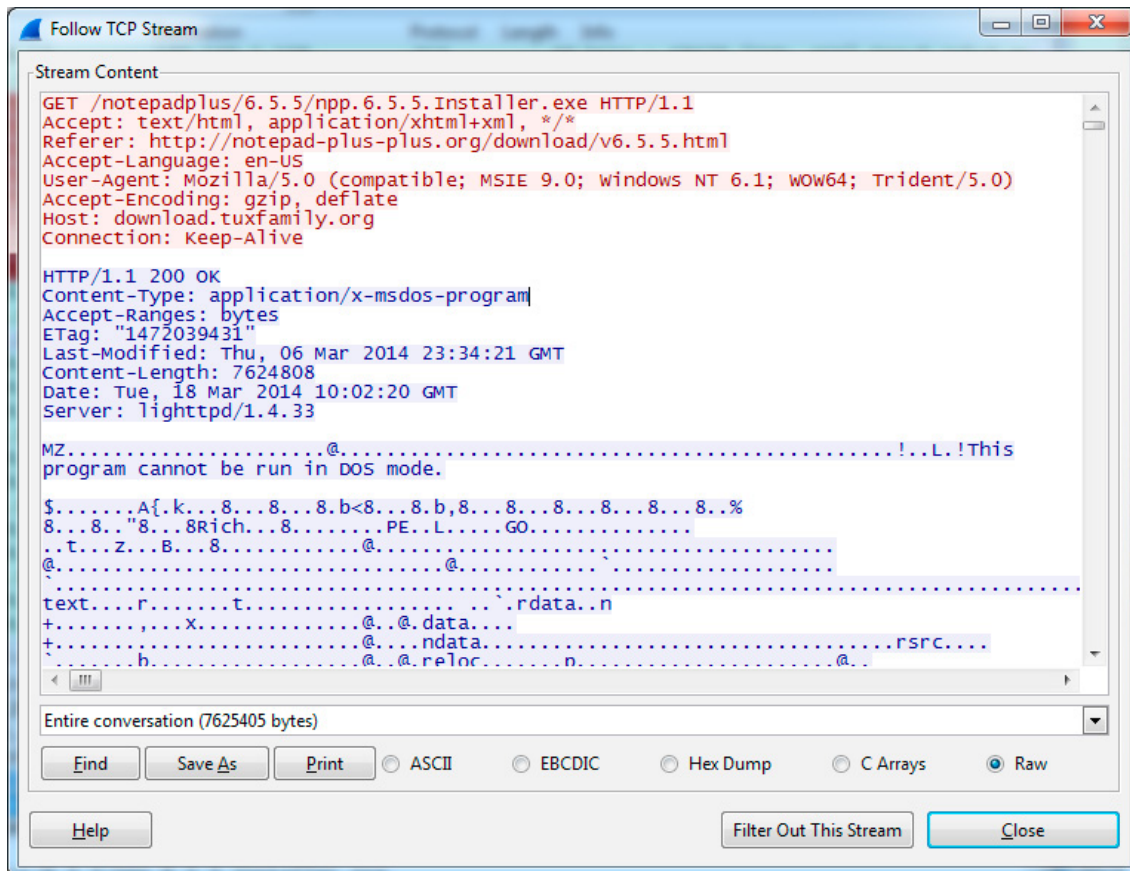 Follow TCP Stream
Stream Content
GET /notepadplus/6.5.5/npp.6.5.5.Installer.exe HTTP/1.1
Accept: text/html, application/xhtml+xml, */*
Referer: http://notepad-plus-plus.org/download/v6.5.5.html
Accept-Language: en-US
User-Agent: Mozilla/5.0 (compatible; MSIE 9.0; Windows NT 6.1; WOW64; Trident/5.0)
Accept-Encoding: gzip, deflate
Host: download.tuxfamily.org
Connection: Keep-Alive
HTTP/1.1 200 OK
Content-Type: application/x-msdos-program
Accept-Ranges: bytes
ETag: "1472039431"
Last-Modified: Thu, 06 Mar 2014 23:34:21 GMT
Content-Length: 7624808
Date: Tue, 18 Mar 2014 10:02:20 GMT
Server: lighttpd/1.4.33
MZ......................@...............................................!..L.!This
program cannot be run in DOS mode.
$.......A{.k...8...8...8.b<8...8.b,8...8...8...8...8...8..%
8...8.."8...8Rich...8........PE..L......GO..............
..t...z...B...8............@.......................................
@.................................@............`...................
`.......................................................................................
text....r.......t.................. ..`.rdata..n
+.......,...x..............@..@.data....
+..........................@....ndata...................................rsrc....
`.......b..................@..@.reloc.......p......................@..
Entire conversation (7625405 bytes)
Find Save As Print ASCII EBCDIC Hex Dump C Arrays Raw
Help Filter Out This Stream Close